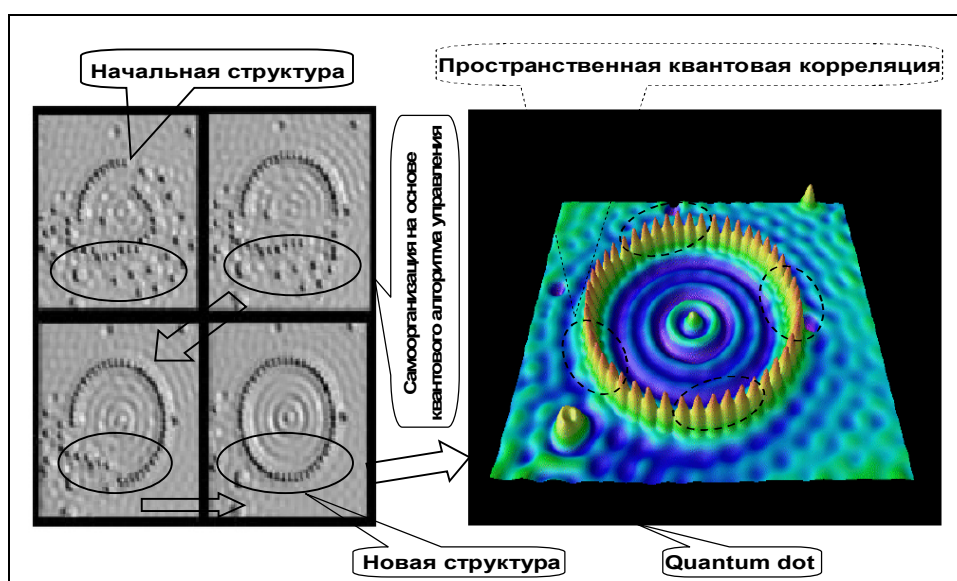 Начальная структура
Пространственная квантовая корреляция
Самоорганизация на основе
квантового алгоритма управления
Новая структура
Quantum dot